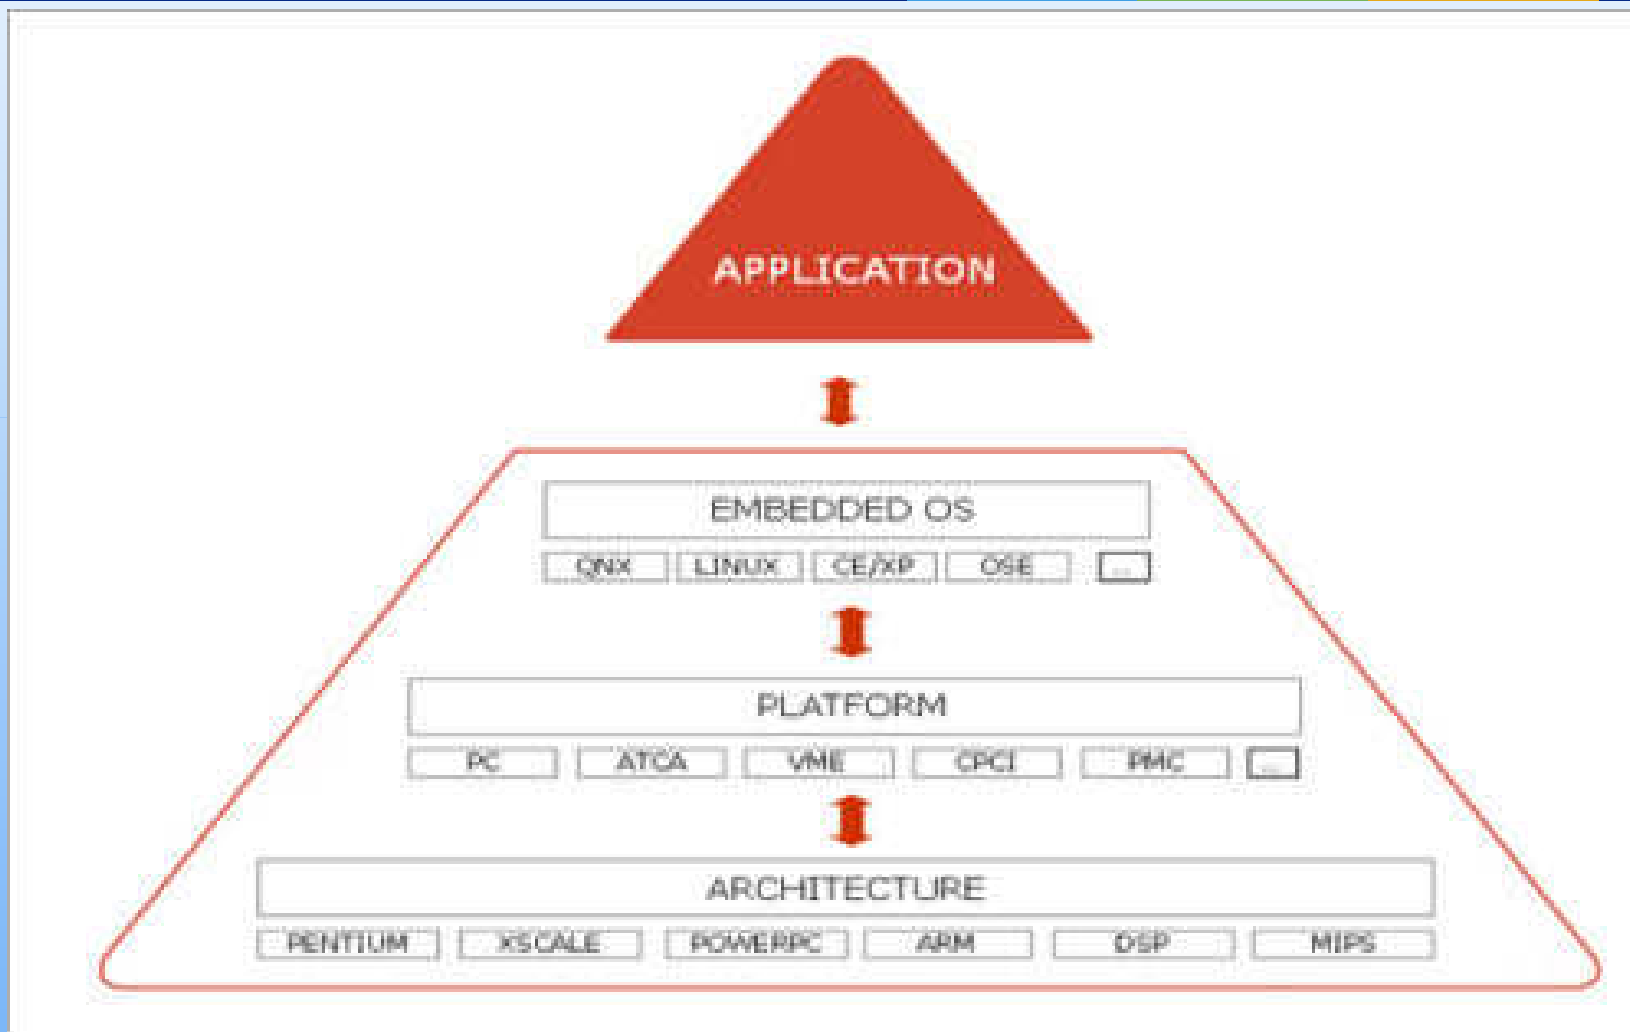 APPLICATION
EMBEDDED OS
QNX LINUX CE/XP OSE ...
PLATFORM
PC ATCA VME CPCI PMC ...
ARCHITECTURE
PENTIUM XSCALE POWERPC ARM DSP MIPS